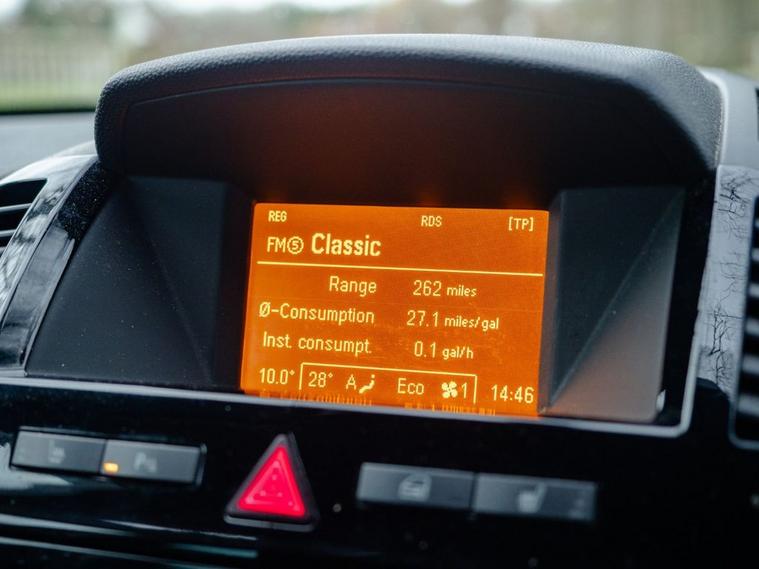 REG RDS [TP]
FM⑤ Classic
Range 262 miles
Ø-Consumption 27.1 miles/gal
Inst. consumpt. 0.1 gal/h
10.0° 28° A Eco 1 14:46